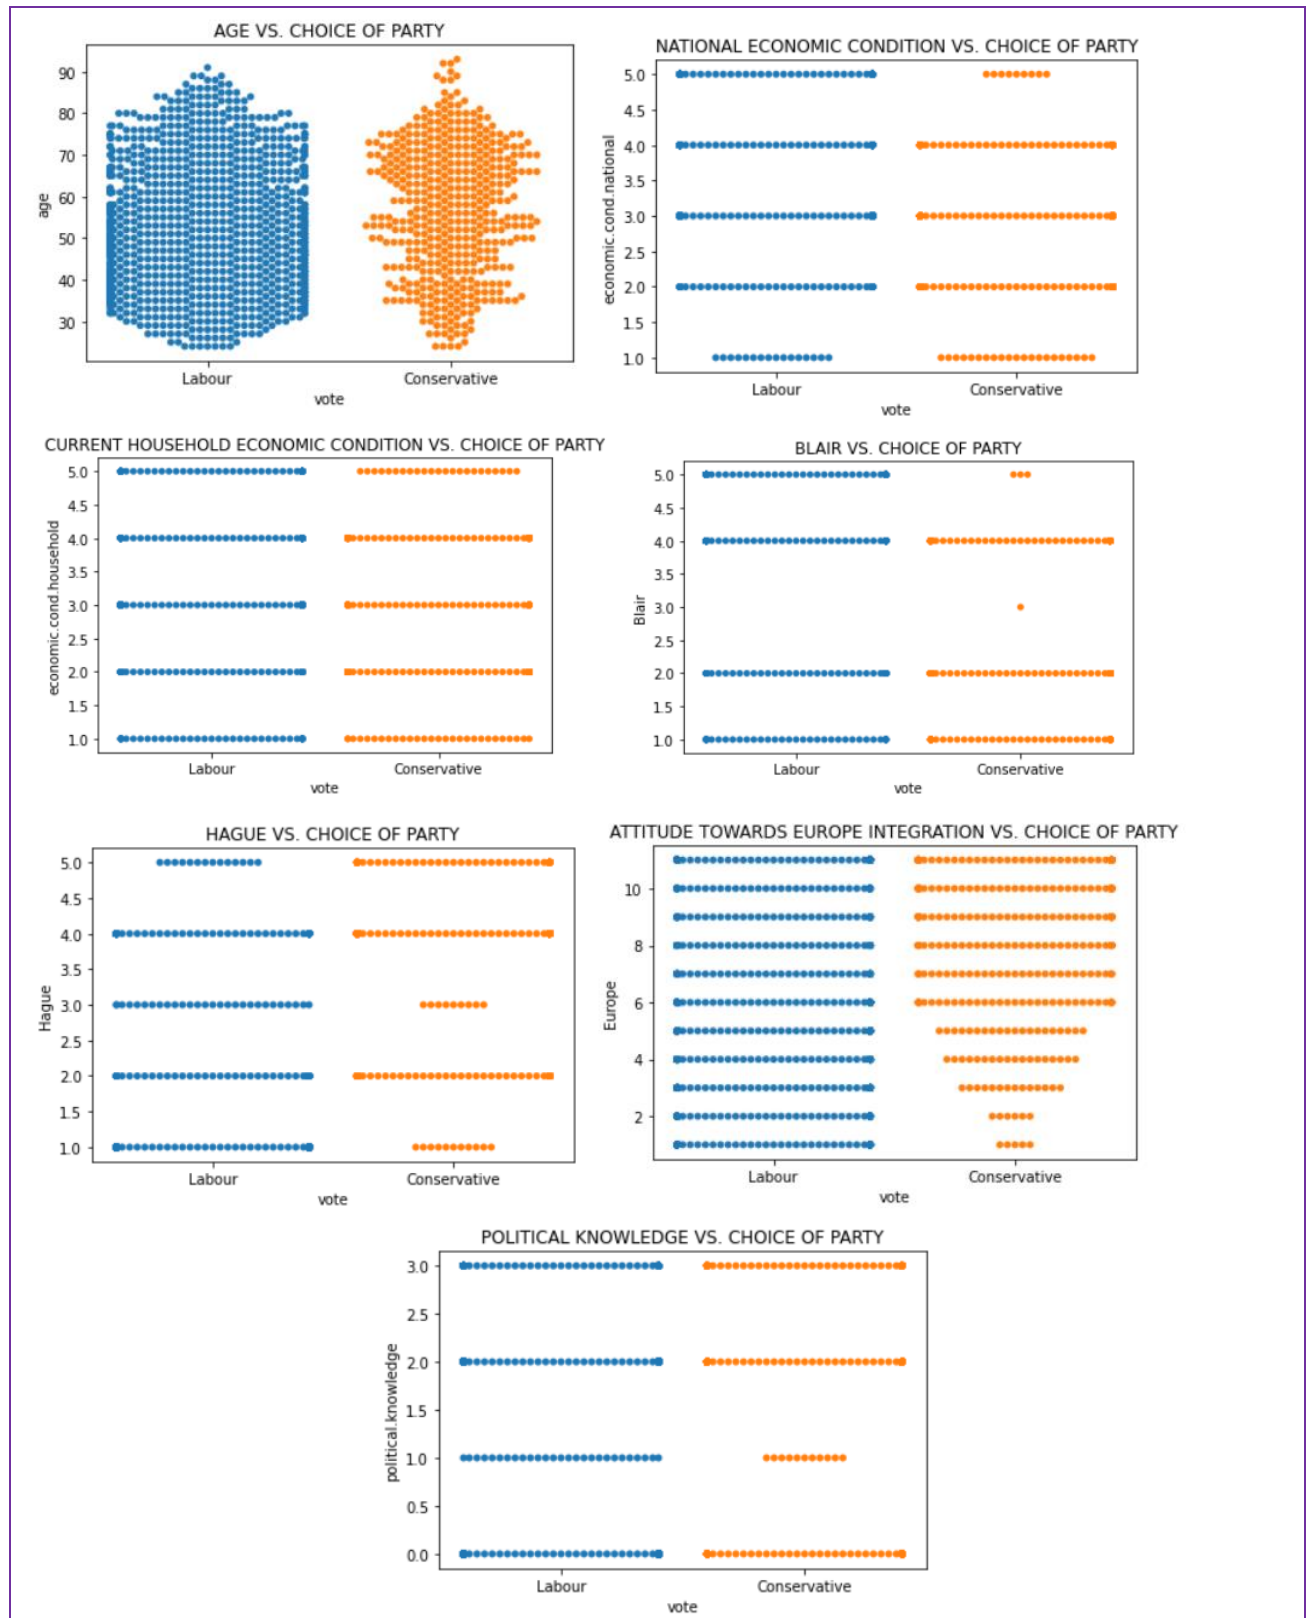 AGE VS. CHOICE OF PARTY
90
80
70
60
50
40
30
age
Labour
Conservative
vote
NATIONAL ECONOMIC CONDITION VS. CHOICE OF PARTY
5.0
4.5
4.0
3.5
3.0
2.5
2.0
1.5
1.0
economic.cond.national
Labour
Conservative
vote
CURRENT HOUSEHOLD ECONOMIC CONDITION VS. CHOICE OF PARTY
5.0
4.5
4.0
3.5
3.0
2.5
2.0
1.5
1.0
economic.cond.household
Labour
Conservative
vote
BLAIR VS. CHOICE OF PARTY
5.0
4.5
4.0
3.5
3.0
2.5
2.0
1.5
1.0
Blair
Labour
Conservative
vote
HAGUE VS. CHOICE OF PARTY
5.0
4.5
4.0
3.5
3.0
2.5
2.0
1.5
1.0
Hague
Labour
Conservative
vote
ATTITUDE TOWARDS EUROPE INTEGRATION VS. CHOICE OF PARTY
10
8
6
4
2
Europe
Labour
Conservative
vote
POLITICAL KNOWLEDGE VS. CHOICE OF PARTY
3.0
2.5
2.0
1.5
1.0
0.5
0.0
political.knowledge
Labour
Conservative
vote